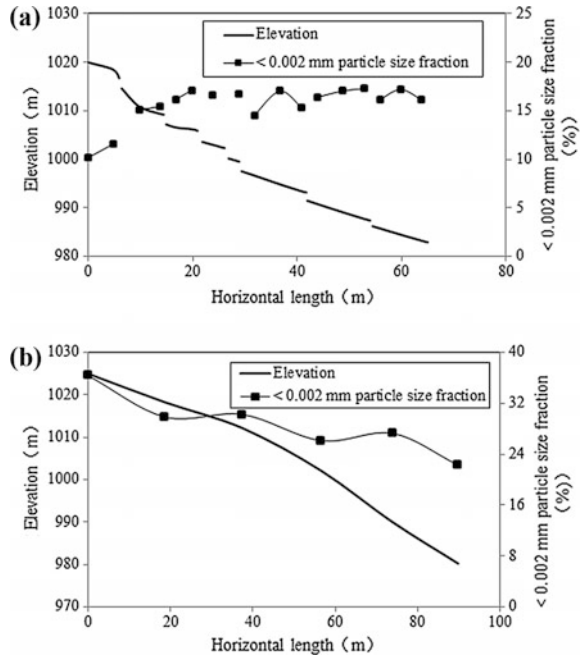 (a)
Elevation
< 0.002 mm particle size fraction
1030
1020
1010
1000
990
980
25
20
15
10
5
0
0 20 40 60 80
Elevation (m)
< 0.002 mm particle size fraction
(%))
Horizontal length (m)
(b)
Elevation
< 0.002 mm particle size fraction
1030
1020
1010
1000
990
980
970
40
32
24
16
8
0
0 20 40 60 80 100
Elevation (m)
< 0.002 mm particle size fraction
(%))
Horizontal length (m)